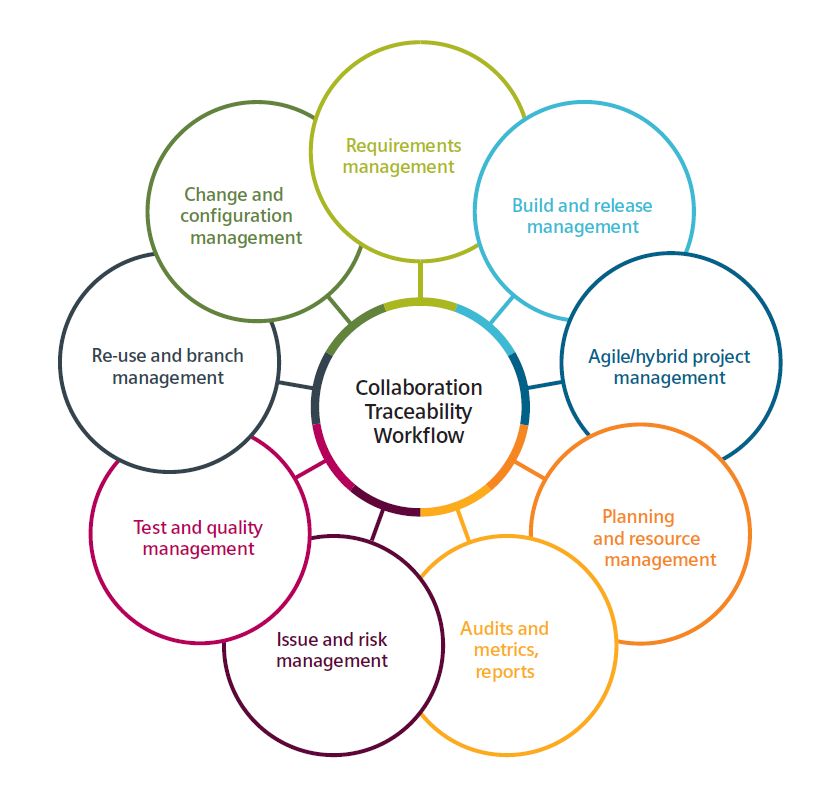 Requirements
management
Build and release
management
Agile/hybrid project
management
Planning
and resource
management
Audits and
metrics,
reports
Issue and risk
management
Test and quality
management
Re-use and branch
management
Change and
configuration
management
Collaboration
Traceability
Workflow